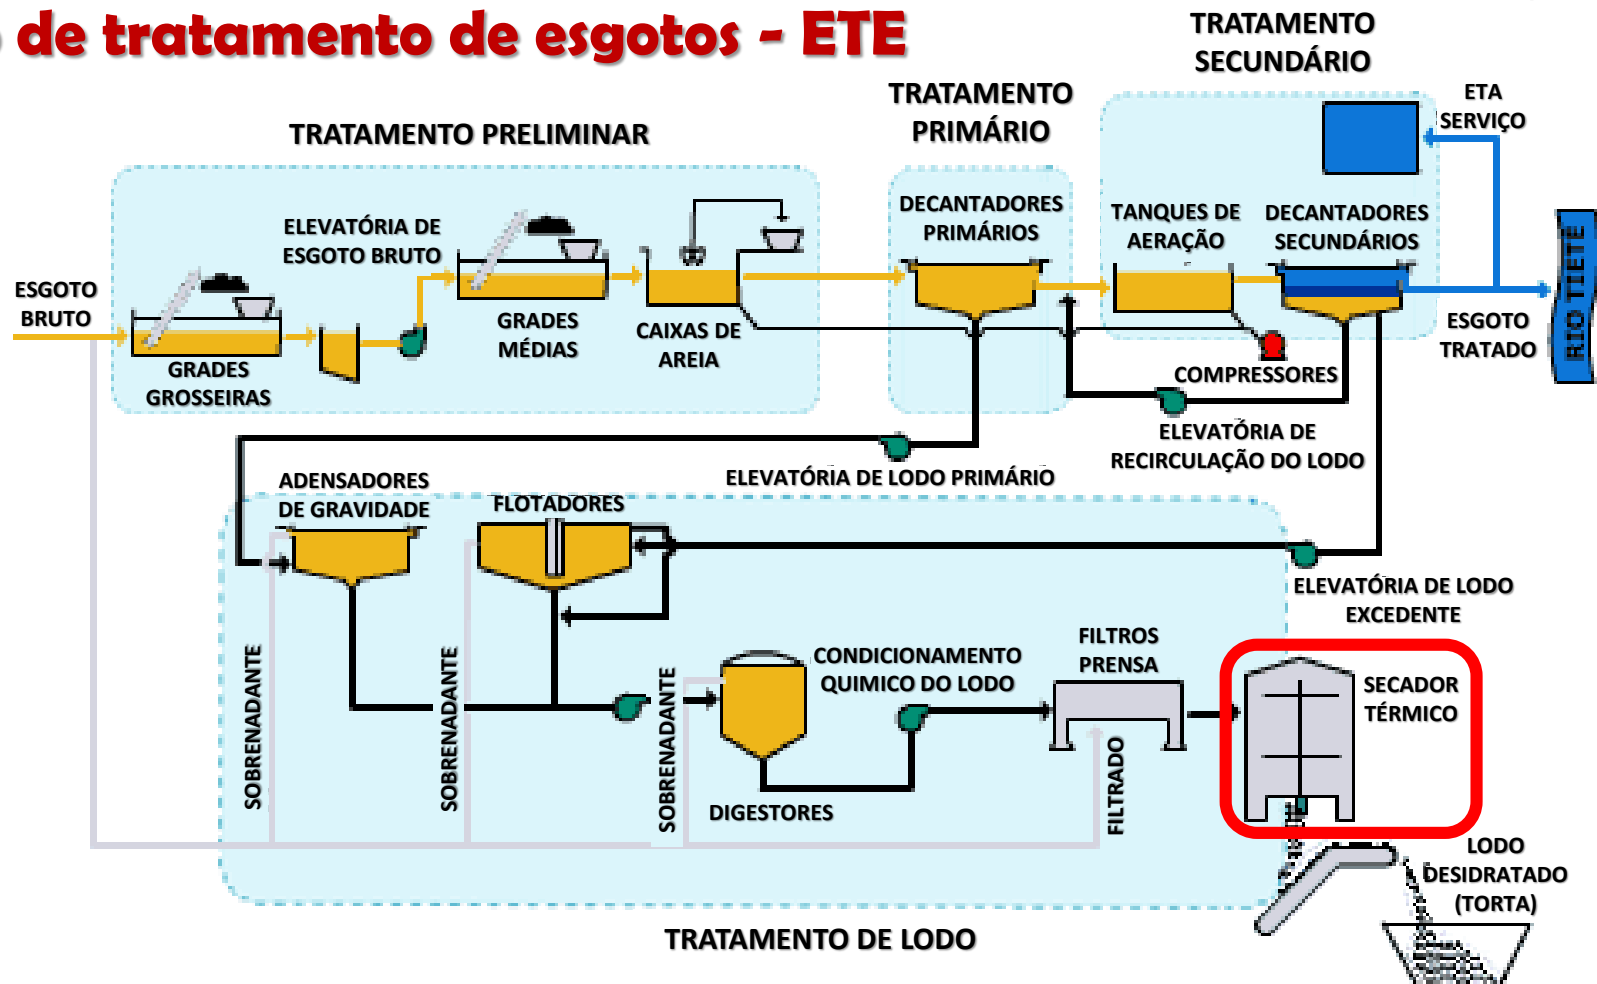 de tratamento de esgotos - ETE
TRATAMENTO
SECUNDÁRIO
TRATAMENTO
PRIMÁRIO
TRATAMENTO PRELIMINAR
ETA
SERVIÇO
DECANTADORES
PRIMÁRIOS
TANQUES DE
AERAÇÃO
DECANTADORES
SECUNDÁRIOS
ELEVATÓRIA DE
ESGOTO BRUTO
ESGOTO
BRUTO
GRADES
GROSSEIRAS
GRADES
MÉDIAS
CAIXAS DE
AREIA
COMPRESSORES
ESGOTO
TRATADO
RIO TIETÊ
ELEVATÓRIA DE
RECIRCULAÇÃO DO LODO
ELEVATÓRIA DE LODO PRIMÁRIO
ADENSADORES
DE GRAVIDADE
FLOTADORES
ELEVATÓRIA DE LODO
EXCEDENTE
SOBRENADANTE
SOBRENADANTE
SOBRENADANTE
CONDICIONAMENTO
QUIMICO DO LODO
FILTROS
PRENSA
SECADOR
TÉRMICO
DIGESTORES
FILTRADO
LODO
DESIDRATADO
(TORTA)
TRATAMENTO DE LODO